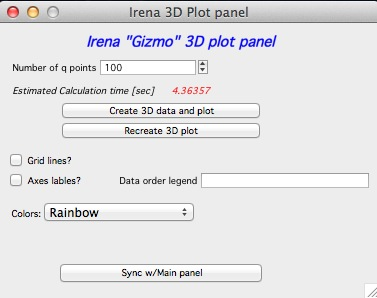 Irena 3D Plot panel
Irena "Gizmo" 3D plot panel
Number of q points 100
Estimated Calculation time [sec] 4.36357
Create 3D data and plot
Recreate 3D plot
Grid lines?
Axes lables? Data order legend
Colors: Rainbow
Sync w/Main panel